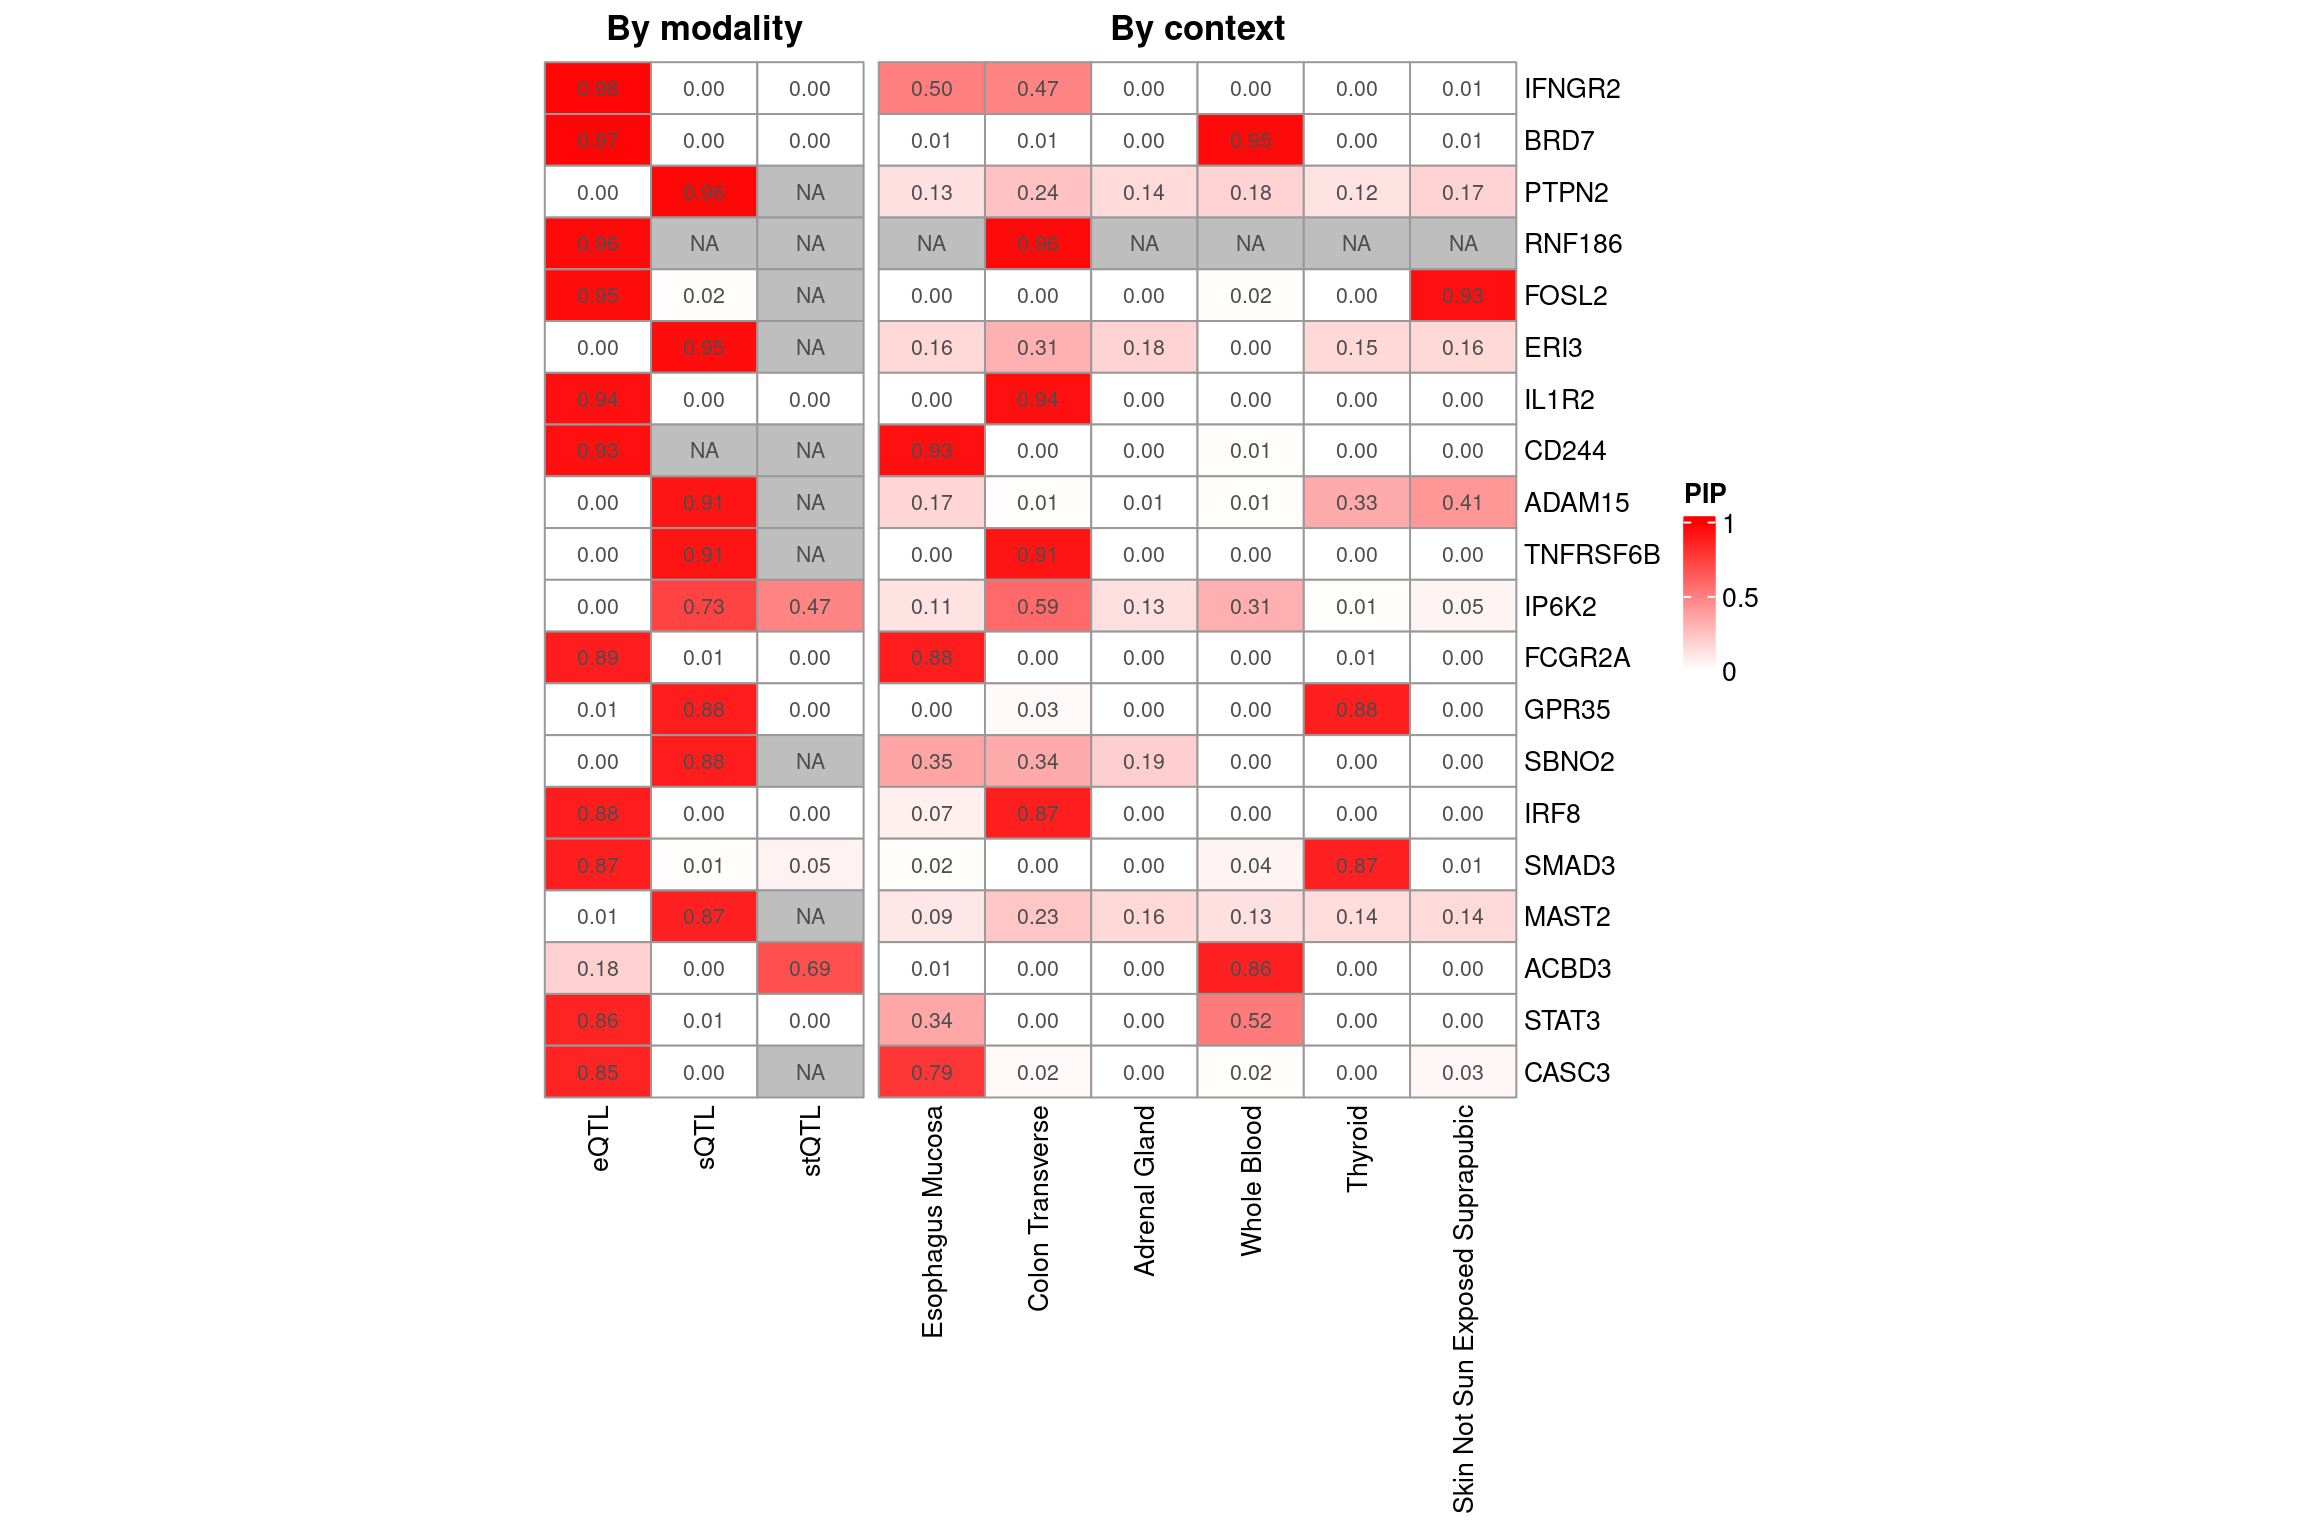 By modality By context
0.98 0.00 0.00 0.50 0.47 0.00 0.00 0.00 0.01 IFNGR2
0.97 0.00 0.00 0.01 0.01 0.00 0.95 0.00 0.01 BRD7
0.00 0.96 NA 0.13 0.24 0.14 0.18 0.12 0.17 PTPN2
0.96 NA NA NA 0.96 NA NA NA NA RNF186
0.95 0.02 NA 0.00 0.00 0.00 0.02 0.00 0.93 FOSL2
0.00 0.95 NA 0.16 0.31 0.18 0.00 0.15 0.16 ERI3
0.94 0.00 0.00 0.00 0.94 0.00 0.00 0.00 0.00 IL1R2
0.93 NA NA 0.93 0.00 0.00 0.01 0.00 0.00 CD244
0.00 0.91 NA 0.17 0.01 0.01 0.01 0.33 0.41 ADAM15
0.00 0.91 NA 0.00 0.91 0.00 0.00 0.00 0.00 TNFRSF6B
0.00 0.73 0.47 0.11 0.59 0.13 0.31 0.01 0.05 IP6K2
0.89 0.01 0.00 0.88 0.00 0.00 0.00 0.01 0.00 FCGR2A
0.01 0.88 0.00 0.00 0.03 0.00 0.00 0.88 0.00 GPR35
0.00 0.88 NA 0.35 0.34 0.19 0.00 0.00 0.00 SBNO2
0.88 0.00 0.00 0.07 0.87 0.00 0.00 0.00 0.00 IRF8
0.87 0.01 0.05 0.02 0.00 0.00 0.04 0.87 0.01 SMAD3
0.01 0.87 NA 0.09 0.23 0.16 0.13 0.14 0.14 MAST2
0.18 0.00 0.69 0.01 0.00 0.00 0.86 0.00 0.00 ACBD3
0.86 0.01 0.00 0.34 0.00 0.00 0.52 0.00 0.00 STAT3
0.85 0.00 NA 0.79 0.02 0.00 0.02 0.00 0.03 CASC3
eQTL
sQTL
stQTL
Esophagus Mucosa
Colon Transverse
Adrenal Gland
Whole Blood
Thyroid
Skin Not Sun Exposed Suprapubic
PIP
1
0.5
0